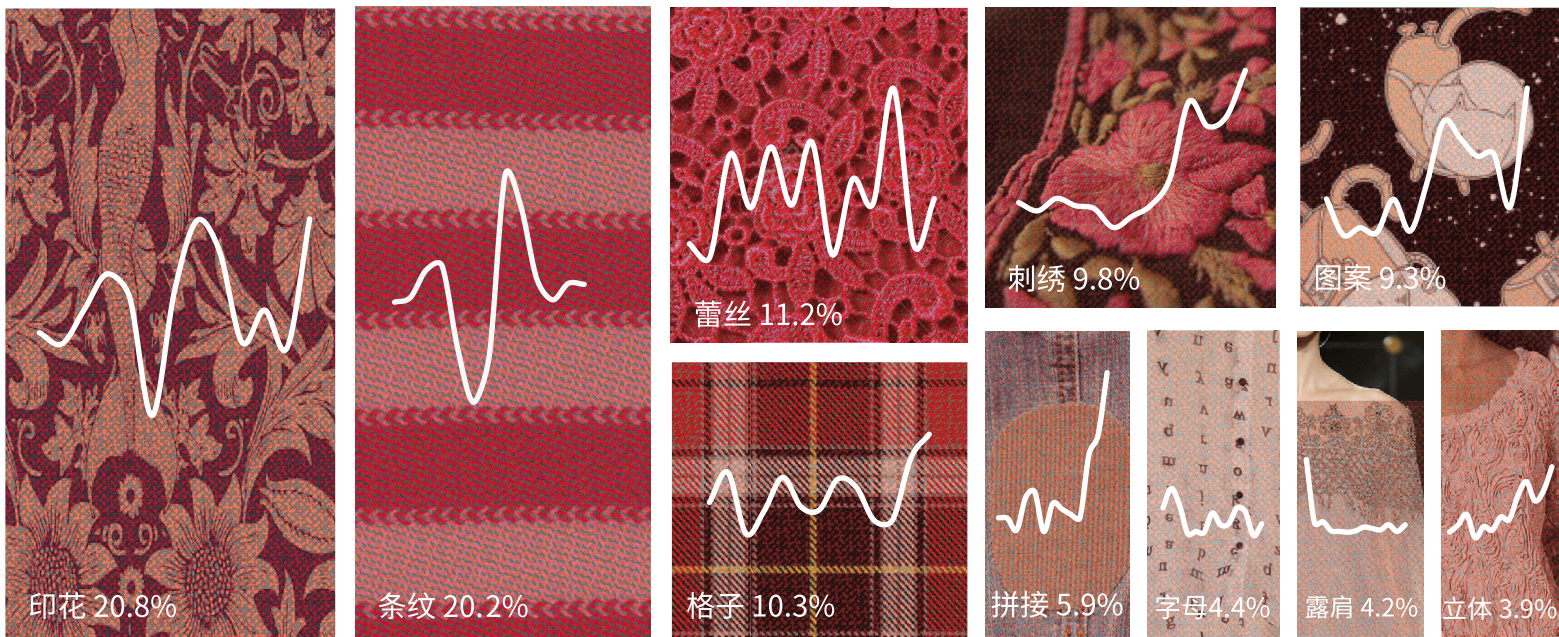 印花 20.8%
条纹 20.2%
蕾丝 11.2%
格子 10.3%
刺绣 9.8%
图案 9.3%
拼接 5.9%
字母4.4%
露肩 4.2%
立体 3.9%